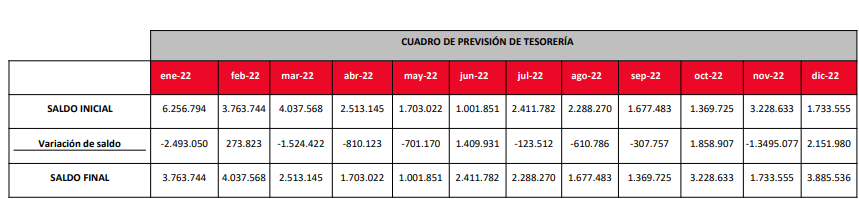 CUADRO DE PREVISIÓN DE TESORERÍA
ene-22 feb-22 mar-22 abr-22 may-22 jun-22 jul-22 ago-22 sep-22 oct-22 nov-22 dic-22
SALDO INICIAL 6.256.794 3.763.744 4.037.568 2.513.145 1.703.022 1.001.851 2.411.782 2.288.270 1.677.483 1.369.725 3.228.633 1.733.555
Variación de saldo -2.493.050 273.823 -1.524.422 -810.123 -701.170 1.409.931 -123.512 -610.786 -307.757 1.858.907 -1.3495.077 2.151.980
SALDO FINAL 3.763.744 4.037.568 2.513.145 1.703.022 1.001.851 2.411.782 2.288.270 1.677.483 1.369.725 3.228.633 1.733.555 3.885.536